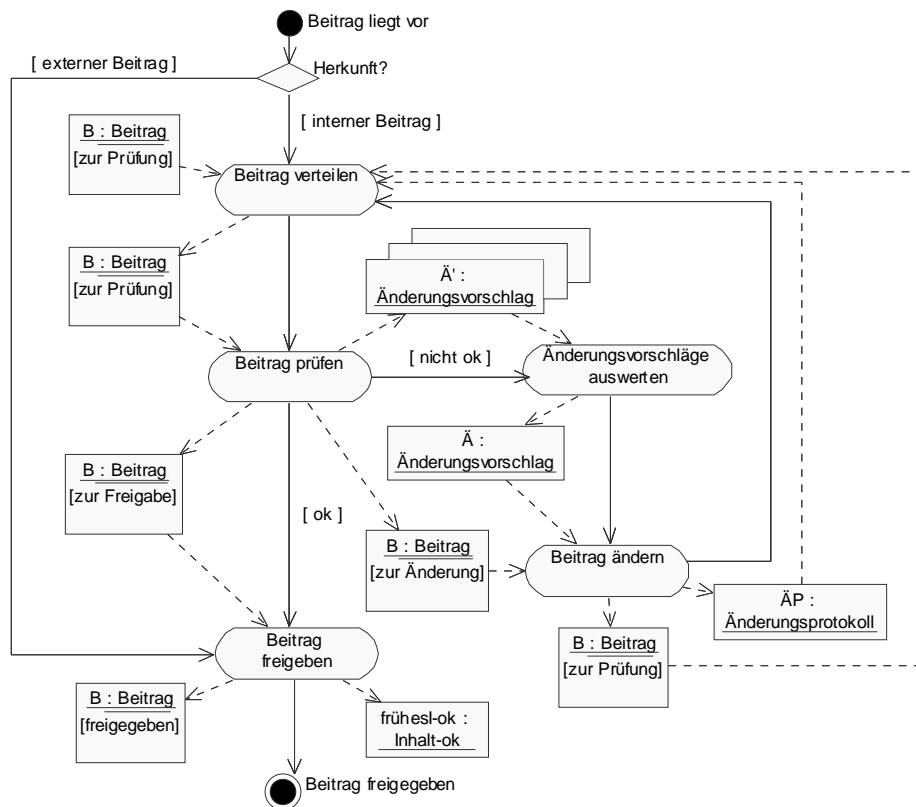 Beitrag liegt vor
[ externer Beitrag ]
Herkunft?
[ interner Beitrag ]
B : Beitrag
[zur Prüfung]
Beitrag verteilen
B : Beitrag
[zur Prüfung]
Ä' :
Änderungsvorschlag
Beitrag prüfen
[ nicht ok ]
Änderungsvorschläge
auswerten
Ä :
Änderungsvorschlag
B : Beitrag
[zur Freigabe]
[ ok ]
B : Beitrag
[zur Änderung]
Beitrag ändern
ÄP :
Änderungsprotokoll
B : Beitrag
[zur Prüfung]
Beitrag
freigeben
B : Beitrag
[freigegeben]
frühesl-ok :
Inhalt-ok
Beitrag freigegeben